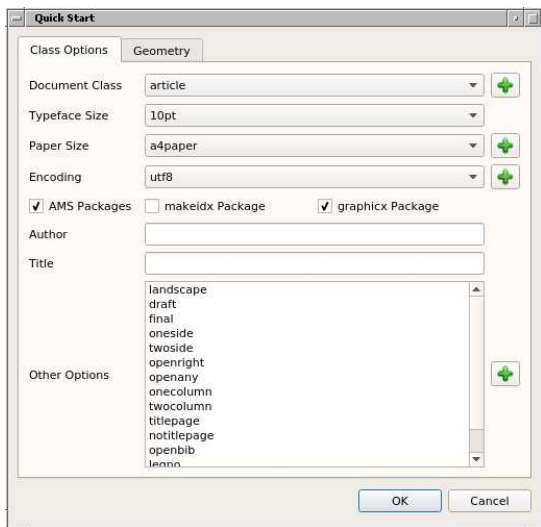 Quick Start
Class Options Geometry
Document Class article
Typeface Size 10pt
Paper Size a4paper
Encoding utf8
AMS Packages makeidx Package graphicx Package
Author
Title
landscape
draft
final
oneside
twoside
openright
Other Options openany
onecolumn
twocolumn
titlepage
notitlepage
openbib
leqno
OK Cancel